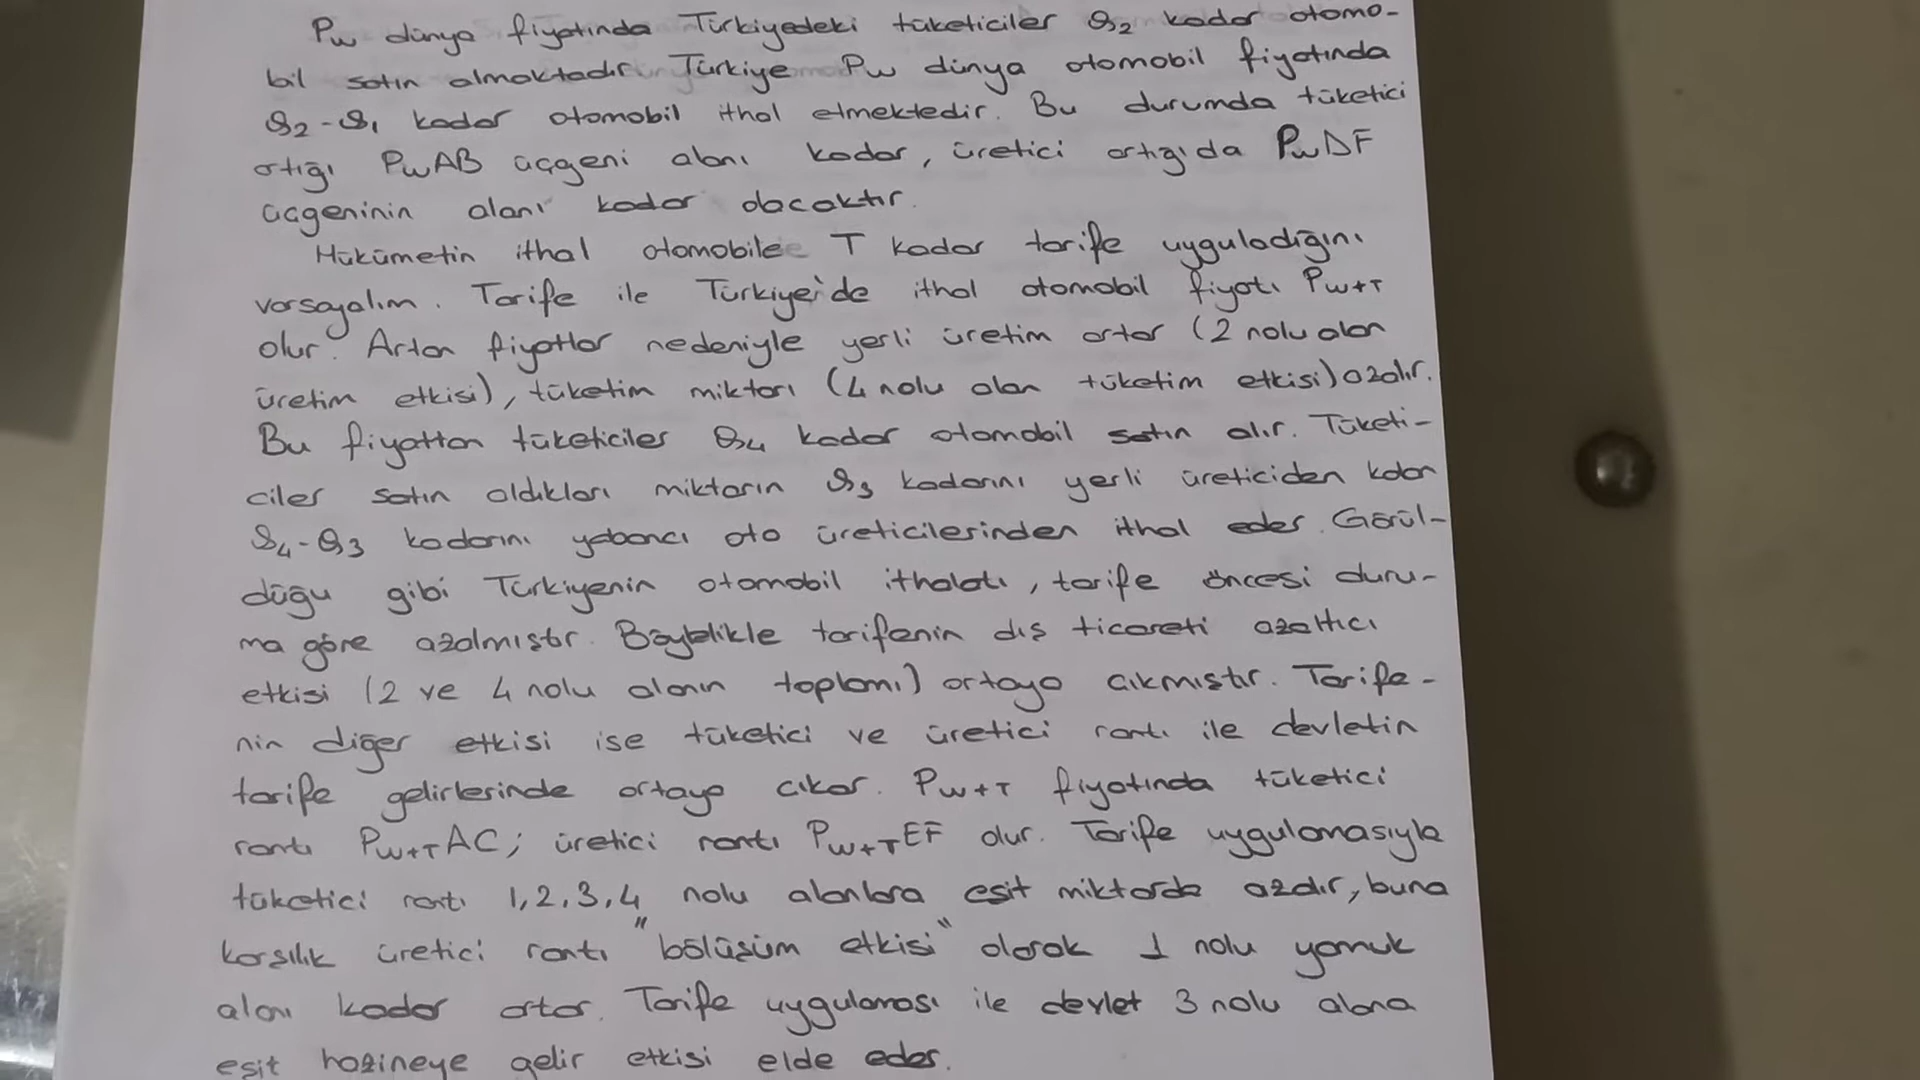 Pw dünya fiyatında Türkiyedeki tüketiciler Q2 kadar otomo-
bil satın almaktadır. Türkiye Pw dünya otomobil fiyatında
Q2-Q1 kadar otomobil ithal etmektedir. Bu durumda tüketici
artığı PwAB üçgeni alanı kadar, üretici artığıda PwDF
üçgeninin alanı kadar olacaktır.
Hükümetin ithal otomobile T kadar tarife uyguladığını
varsayalım. Tarife ile Türkiye'de ithal otomobil fiyatı Pw+T
olur. Artan fiyatlar nedeniyle yerli üretim artar (2 nolu alan
üretim etkisi), tüketim miktarı (4 nolu alan tüketim etkisi) azalır.
Bu fiyattan tüketiciler Q4 kadar otomobil satın alır. Tüketi-
ciler satın aldıkları miktarın Q3 kadarını yerli üreticiden kalan
Q4-Q3 kadarını yabancı oto üreticilerinden ithal eder. Görül-
düğü gibi Türkiyenin otomobil ithalatı, tarife öncesi duru-
ma göre azalmıştır. Böylelikle tarifenin dış ticareti azaltıcı
etkisi (2 ve 4 nolu alanın toplamı) ortaya cıkmıştır. Tarife-
nin diğer etkisi ise tüketici ve üretici rantı ile devletin
tarife gelirlerinde ortaya cıkar. Pw+T fiyatında tüketici
rantı Pw+TAC; üretici rantı Pw+TEF olur. Tarife uygulamasıyla
tüketici rantı 1,2,3,4 nolu alanlara eşit miktarda azalır, buna
karşılık üretici rantı "bölüşüm etkisi" olarak 1 nolu yamuk
alanı kadar artar. Tarife uygulaması ile devlet 3 nolu alana
eşit hazineye gelir etkisi elde eder.